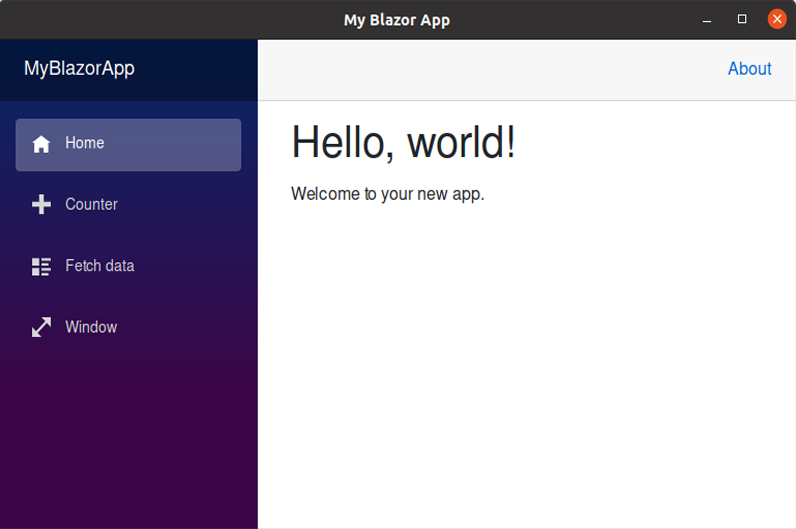 My Blazor App
MyBlazorApp
About
Home
Counter
Fetch data
Window
Hello, world!
Welcome to your new app.